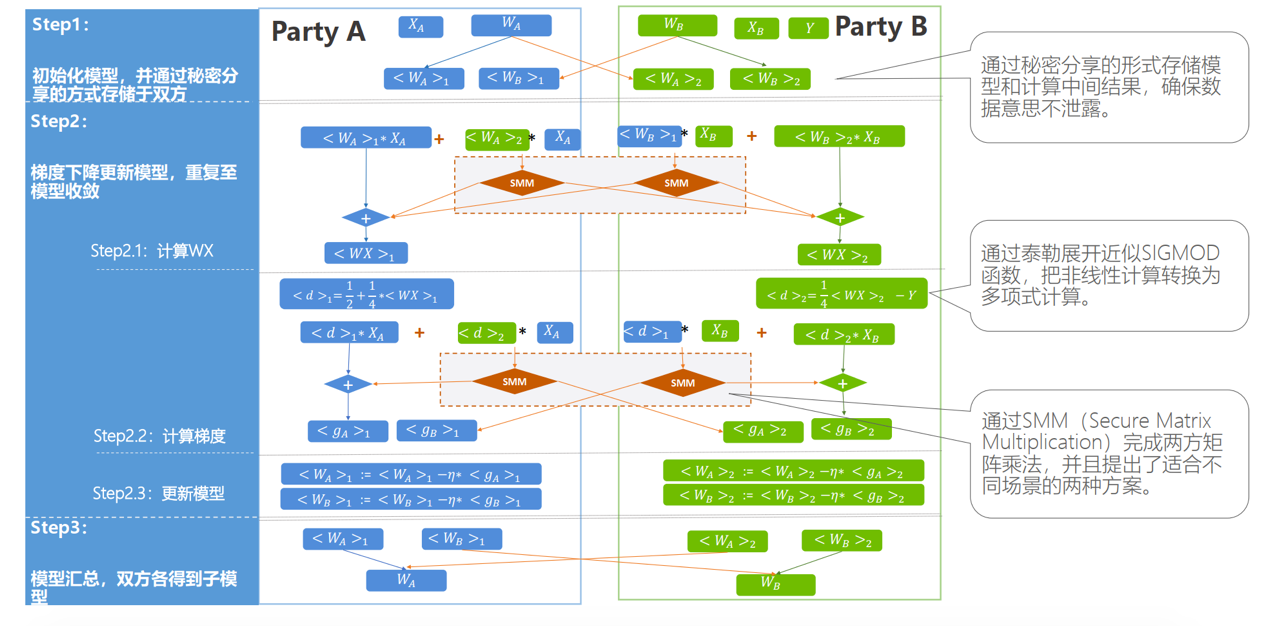 Step1：
初始化模型，并通过秘密分
享的方式存储于双方
Party A
X_A
W_A
W_B
X_B
Y
Party B
< W_A >_1
< W_B >_1
< W_A >_2
< W_B >_2
通过秘密分享的形式存储模
型和计算中间结果，确保数
据意思不泄露。
Step2：
梯度下降更新模型，重复至
模型收敛
< W_A >_1* X_A
+
< W_A >_2
*
X_A
< W_B >_1
*
X_B
+
< W_B >_2* X_B
SMM
SMM
+
+
Step2.1：计算WX
< WX >_1
< WX >_2
通过泰勒展开近似SIGMOD
函数，把非线性计算转换为
多项式计算。
< d >_1=1/2+1/4*< WX >_1
< d >_2=1/4< WX >_2 −Y
< d >_1* X_A
+
< d >_2
*
X_A
< d >_1
*
X_B
+
< d >_2* X_B
SMM
SMM
+
+
Step2.2：计算梯度
< g_A >_1
< g_B >_1
< g_A >_2
< g_B >_2
通过SMM（Secure Matrix
Multiplication）完成两方矩
阵乘法，并且提出了适合不
同场景的两种方案。
Step2.3：更新模型
< W_A >_1 := < W_A >_1 −η* < g_A >_1
< W_B >_1 := < W_B >_1 −η* < g_B >_1
< W_A >_2 := < W_A >_2 −η* < g_A >_2
< W_B >_2 := < W_B >_2 −η* < g_B >_2
Step3：
模型汇总，双方各得到子模
型
< W_A >_1
< W_B >_1
< W_A >_2
< W_B >_2
W_A
W_B